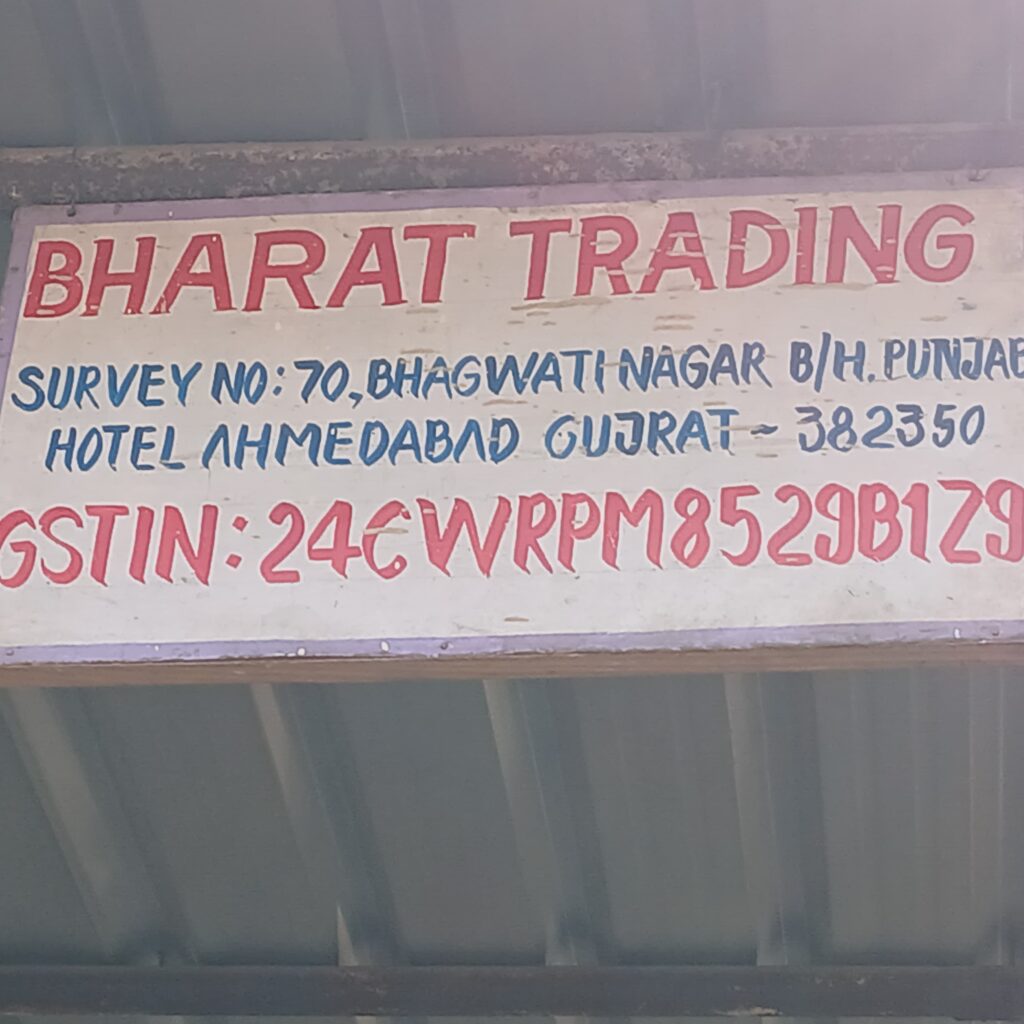 BHARAT TRADING
SURVEY NO: 70, BHAGWATI NAGAR B/H. PUNJAB
HOTEL AHMEDABAD GUJRAT - 382350
GSTIN: 24CWRPM8529B1Z9